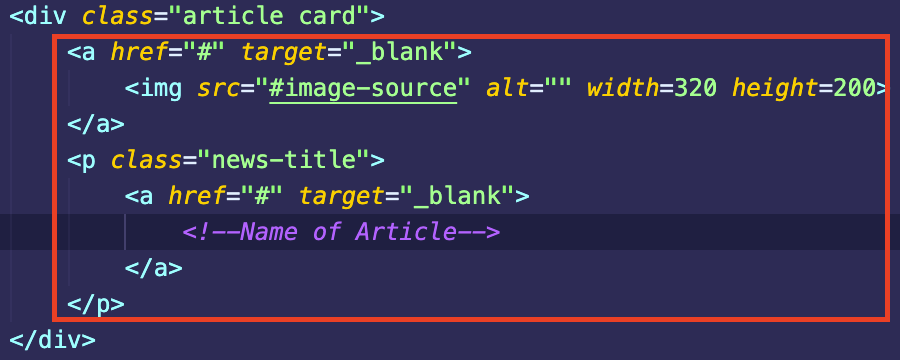 <div class="article card">
<a href="#" target="_blank">
<img src="#image-source" alt="" width=320 height=200>
</a>
<p class="news-title">
<a href="#" target="_blank">
<!--Name of Article-->
</a>
</p>
</div>